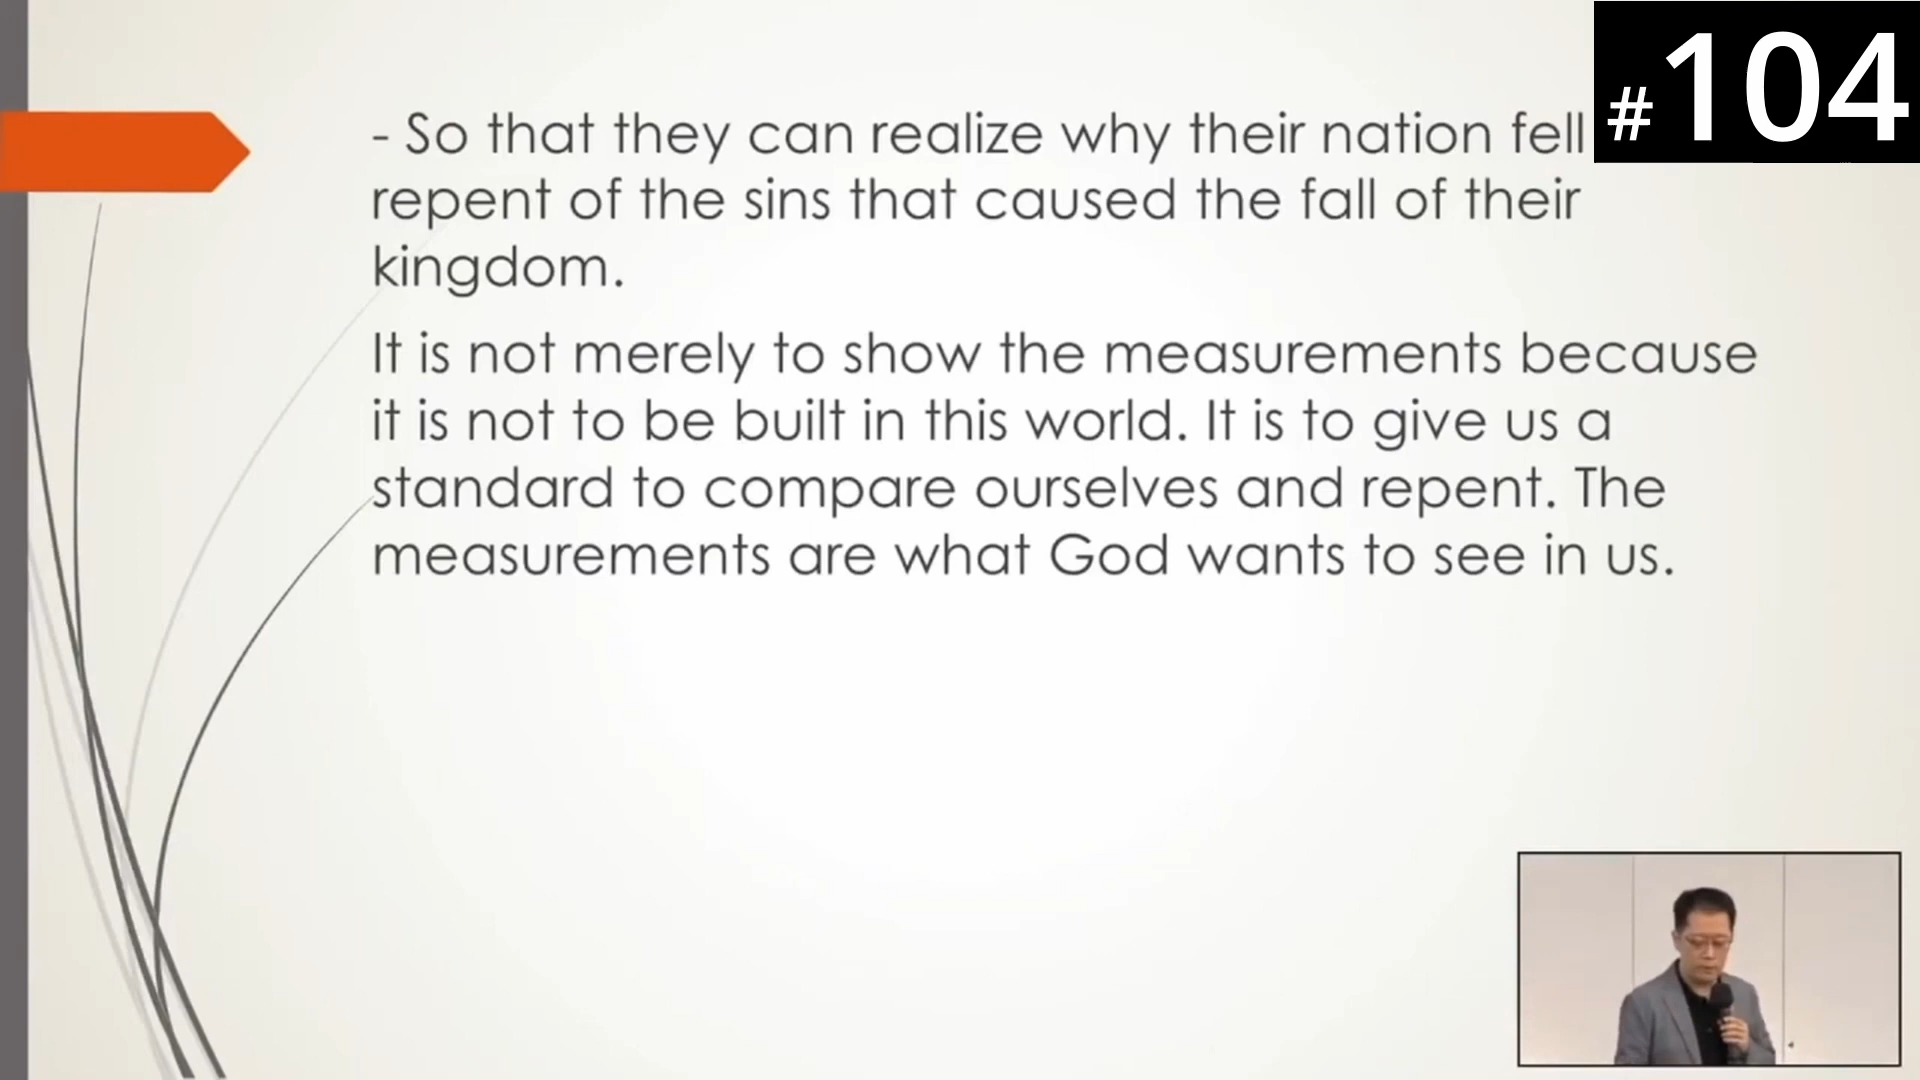 #104
- So that they can realize why their nation fell
repent of the sins that caused the fall of their
kingdom.
It is not merely to show the measurements because
it is not to be built in this world. It is to give us a
standard to compare ourselves and repent. The
measurements are what God wants to see in us.